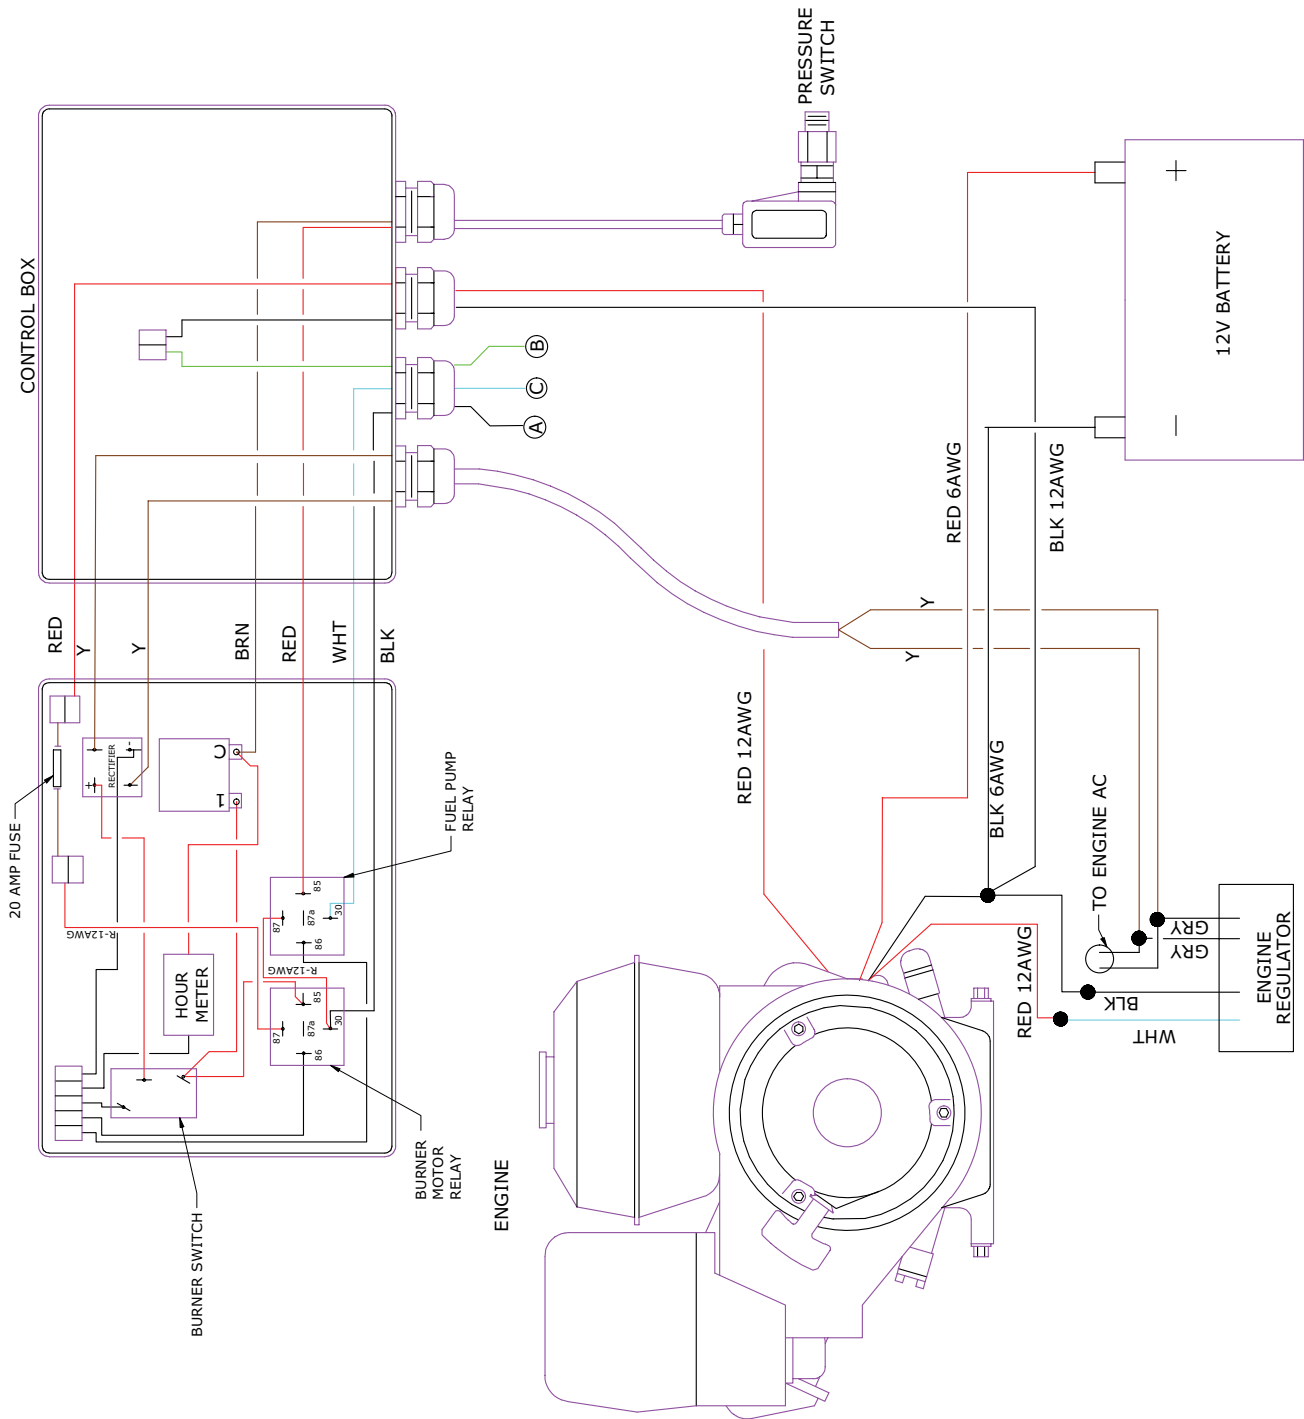 CONTROL BOX
PRESSURE
SWITCH
B
C
A
12V BATTERY
+
-
RED 6AWG
BLK 12AWG
RED
Y
Y
BRN
RED
WHT
BLK
Y
Y
RED 12AWG
BLK 6AWG
20 AMP FUSE
RECTIFIER
+
-
C
1
FUEL PUMP
RELAY
R-12AWG
87
87a
85
86
30
R-12AWG
HOUR
METER
87
87a
85
86
30
TO ENGINE AC
GRY
GRY
BLK
WHT
RED 12AWG
ENGINE
REGULATOR
BURNER
MOTOR
RELAY
BURNER SWITCH
ENGINE